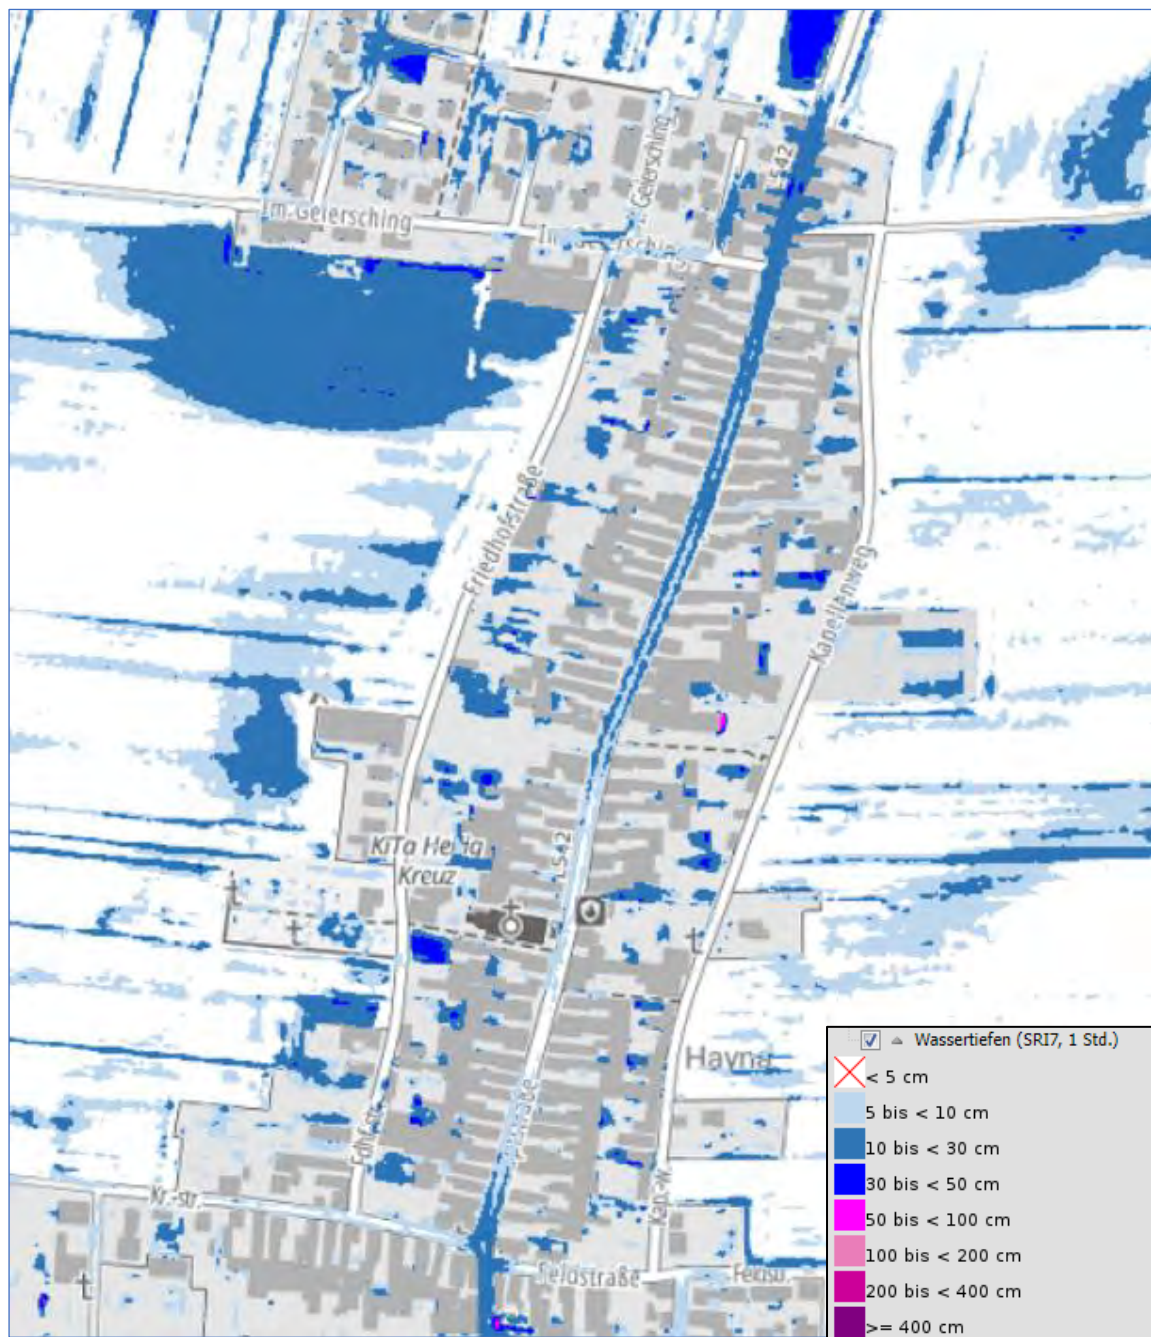 L542
Geiersching
Im Geiersching
Friedhofstraße
Kapellenweg
L542
KiTa Heilig
Kreuz
Hayna
Kr.-str.
Kap.-W.
Feldstraße
Wassertiefen (SRI7, 1 Std.)
< 5 cm
5 bis < 10 cm
10 bis < 30 cm
30 bis < 50 cm
50 bis < 100 cm
100 bis < 200 cm
200 bis < 400 cm
>= 400 cm